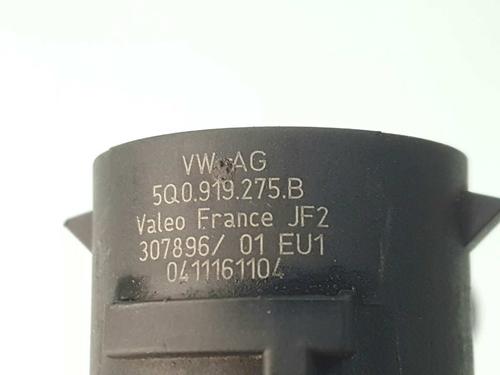 VW AG
5Q0.919.275.B
Valeo France JF2
307896/ 01 EU1
0411161104